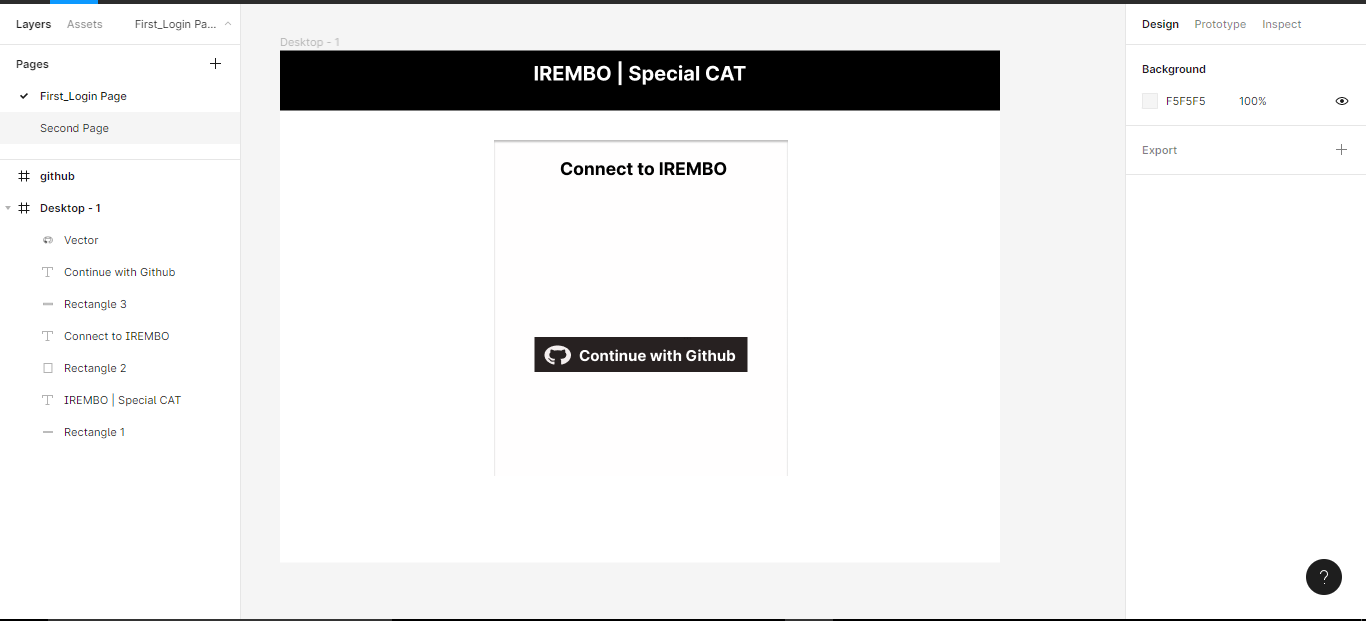 Layers Assets First_Login Pa...
Pages
First_Login Page
Second Page
github
Desktop - 1
Vector
Continue with Github
Rectangle 3
Connect to IREMBO
Rectangle 2
IREMBO | Special CAT
Rectangle 1
Desktop - 1
IREMBO | Special CAT
Connect to IREMBO
Continue with Github
Design Prototype Inspect
Background
F5F5F5 100%
Export
?